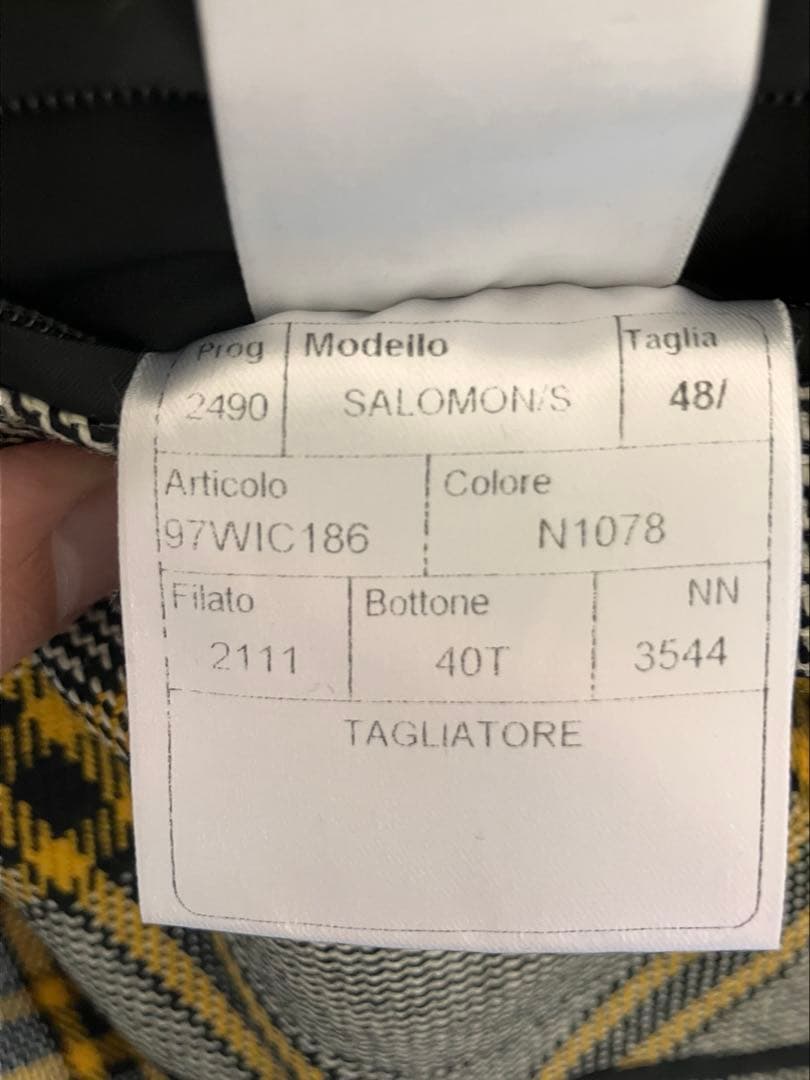 Prog Modello Taglia
2490 SALOMON/S 48/
Articolo Colore
97WIC186 N1078
Filato Bottone NN
2111 40T 3544
TAGLIATORE